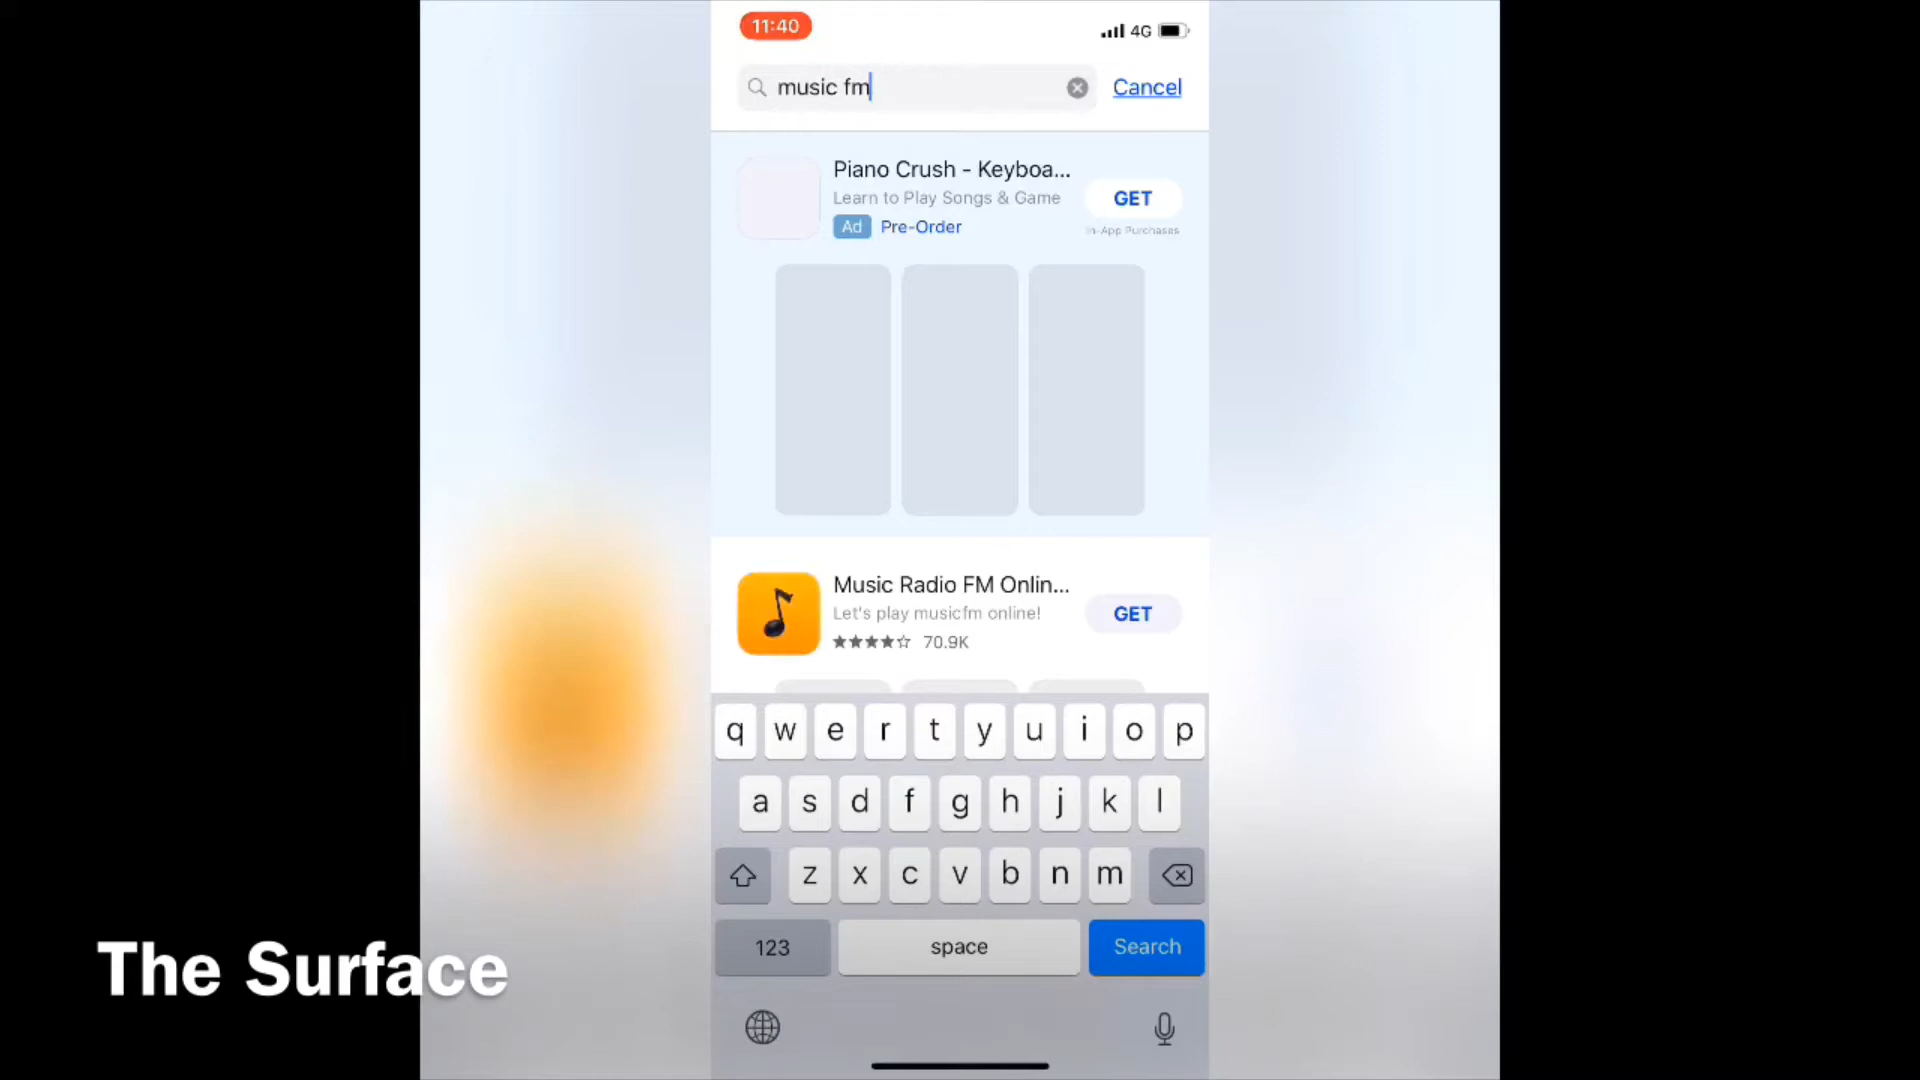 11:40
4G
music fm
Cancel
Piano Crush - Keyboa...
Learn to Play Songs & Game
GET
Ad Pre-Order
In-App Purchases
Music Radio FM Onlin...
Let's play musicfm online!
GET
70.9K
q w e r t y u i o p
a s d f g h j k l
z x c v b n m
123 space Search
The Surface